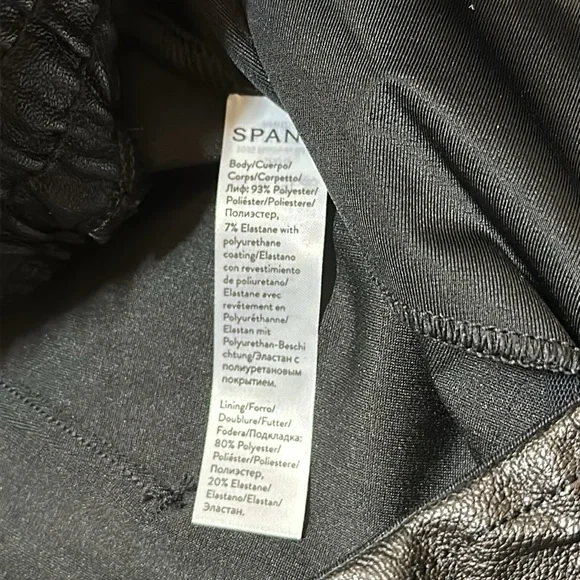 SPAN
Body/Cuerpo/
Corps/Corpetto/
Лиф: 93% Polyester/
Poliéster/Poliestere/
Полиэстер,
7% Elastane with
polyurethane
coating/Elastano
con revestimiento
de poliuretano/
Elastane avec
revêtement en
Polyuréthanne/
Elastan mit
Polyurethan-Beschi
chtung/Эластан с
полиуретановым
покрытием.
Lining/Forro/
Doublure/Futter/
Fodera/Подкладка:
80% Polyester/
Poliéster/Poliestere/
Полиэстер,
20% Elastane/
Elastano/Elastan/
Эластан.